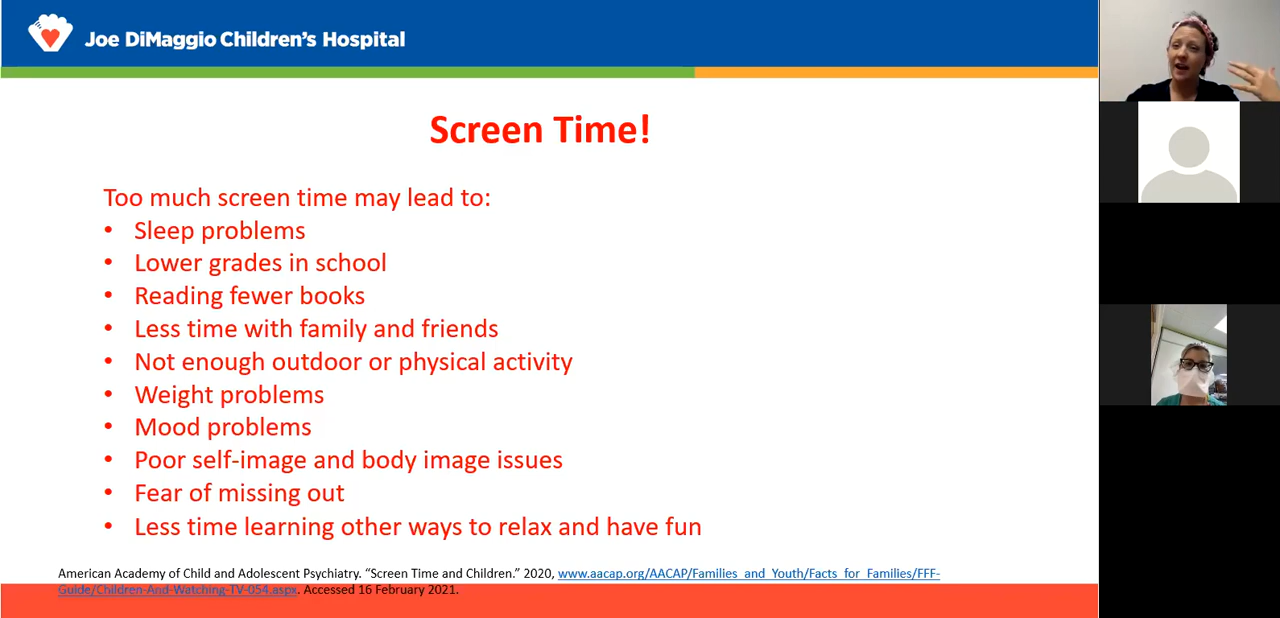 Joe DiMaggio Children's Hospital
Screen Time!
Too much screen time may lead to:
• Sleep problems
• Lower grades in school
• Reading fewer books
• Less time with family and friends
• Not enough outdoor or physical activity
• Weight problems
• Mood problems
• Poor self-image and body image issues
• Fear of missing out
• Less time learning other ways to relax and have fun
American Academy of Child and Adolescent Psychiatry. “Screen Time and Children.” 2020, www.aacap.org/AACAP/Families_and_Youth/Facts_for_Families/FFF-
Guide/Children-And-Watching-TV-054.aspx. Accessed 16 February 2021.